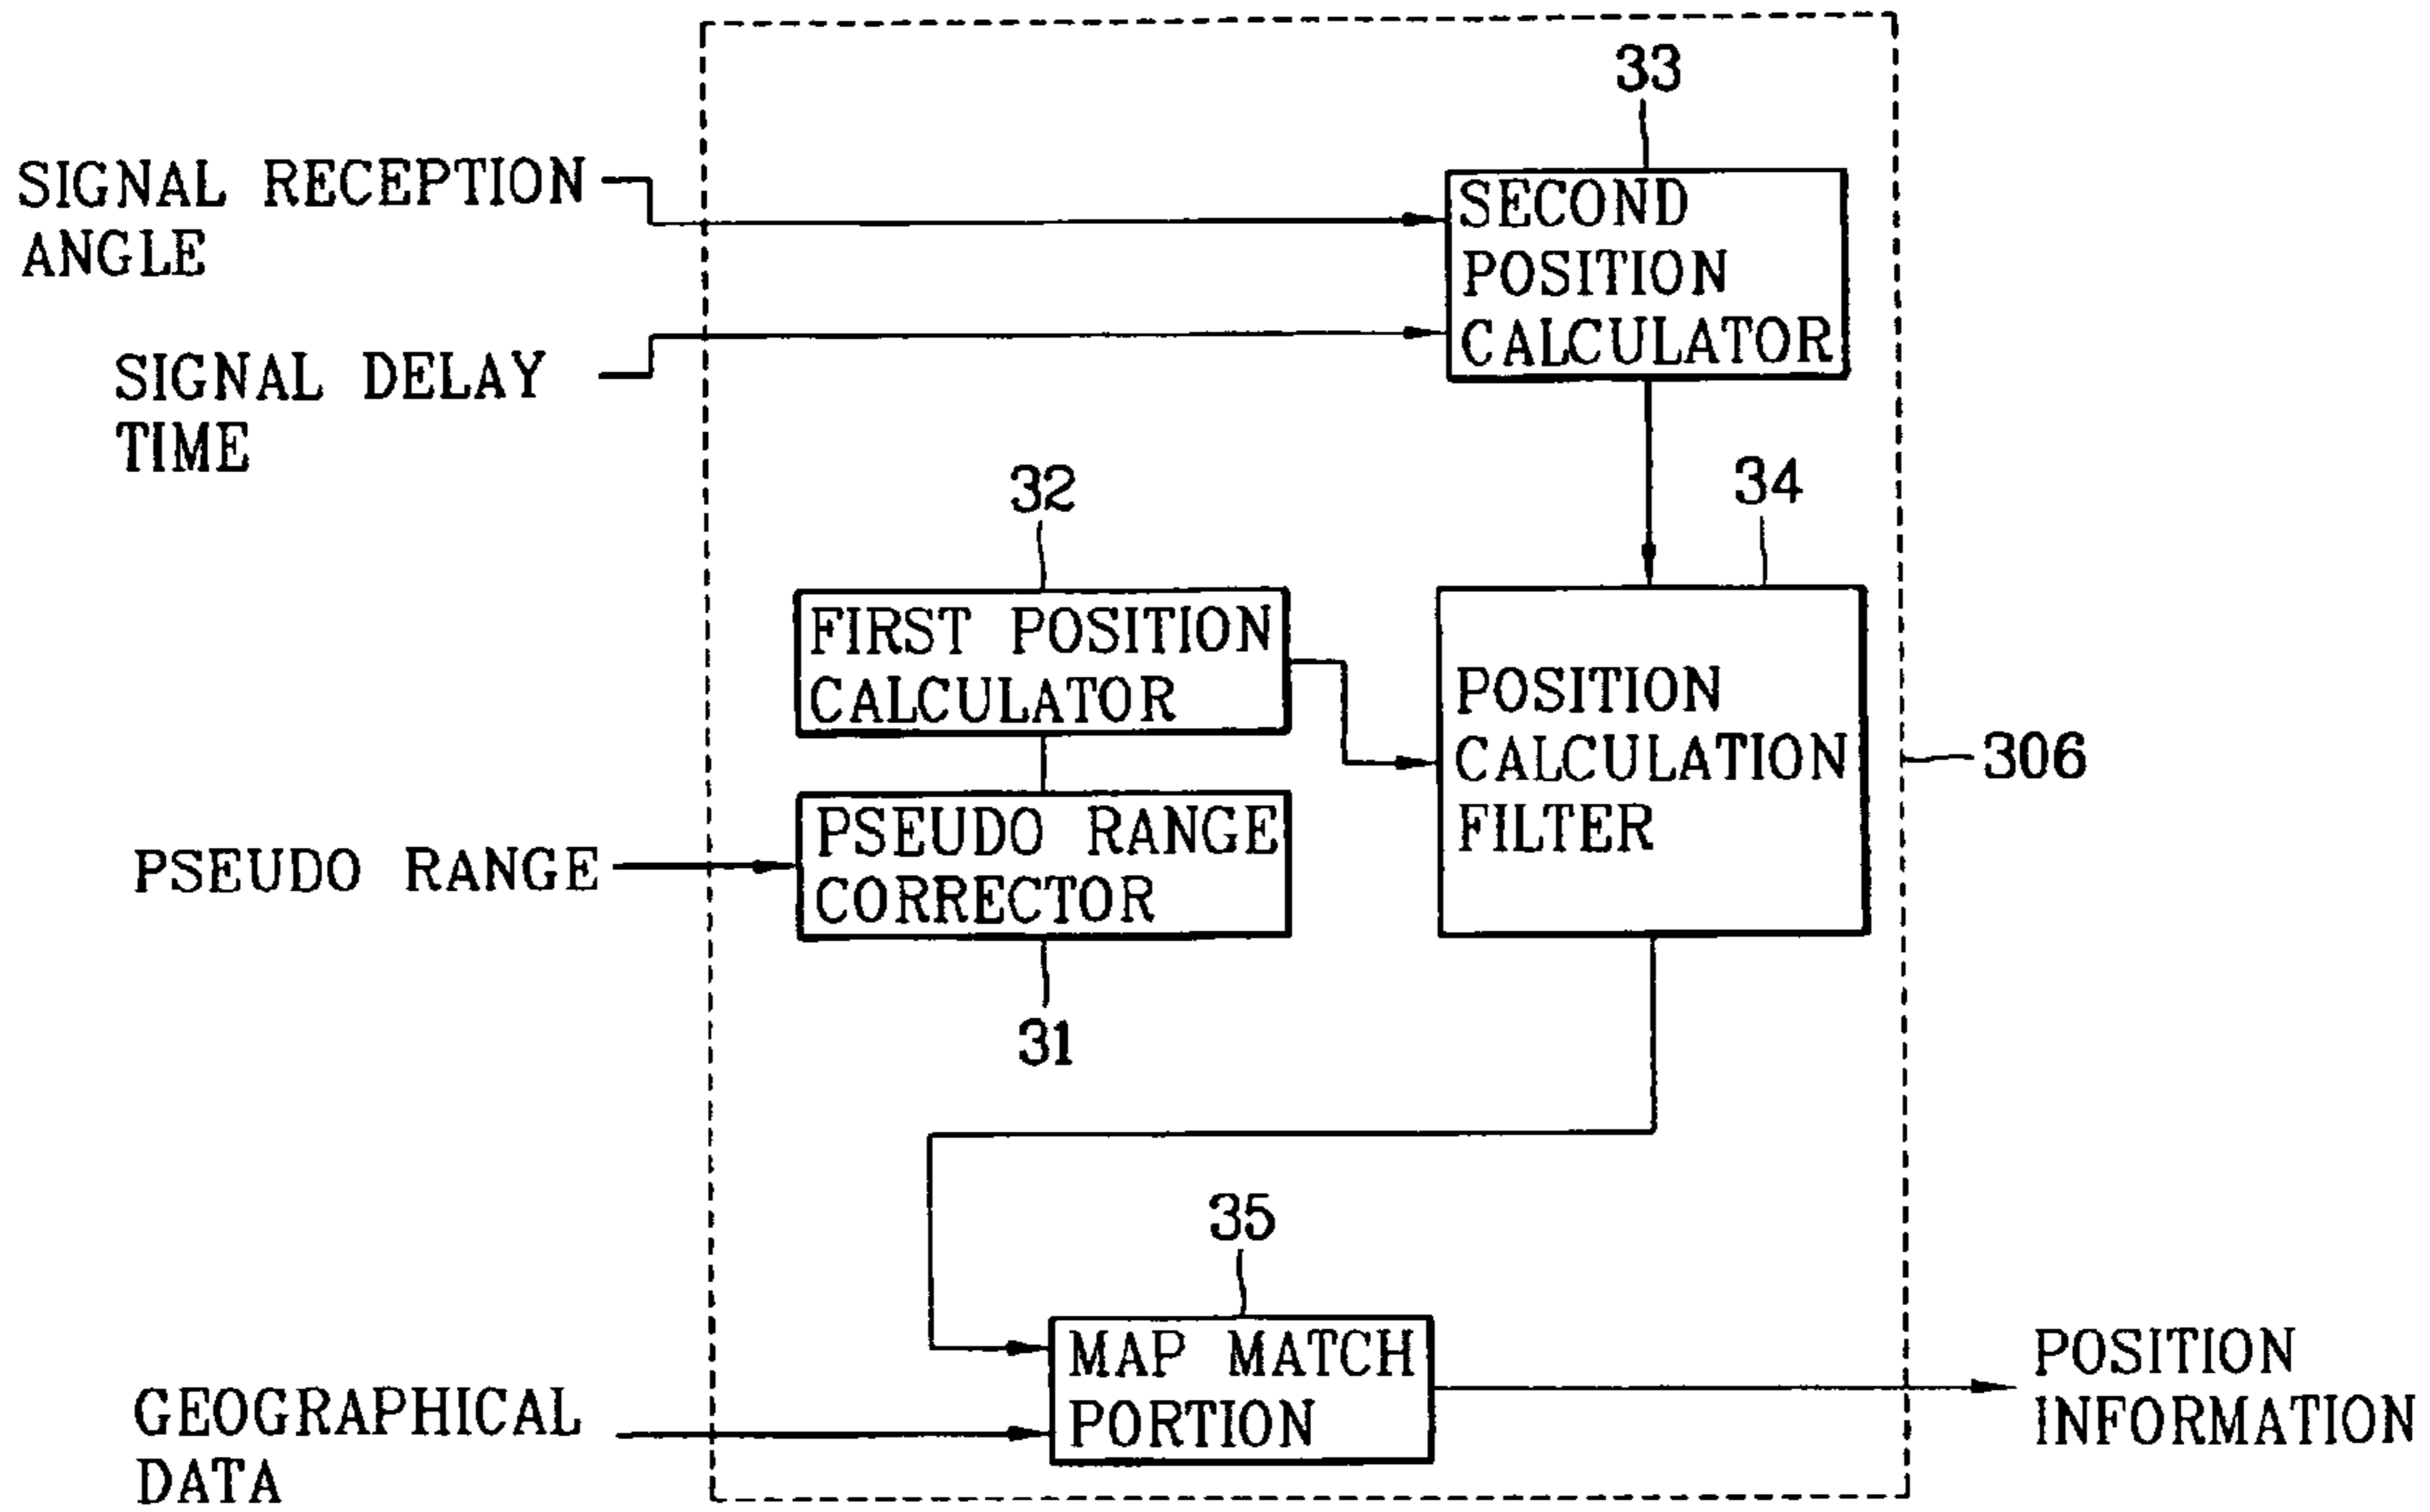 33
SIGNAL RECEPTION
ANGLE
SECOND
POSITION
CALCULATOR
SIGNAL DELAY
TIME
32
34
FIRST POSITION
CALCULATOR
POSITION
CALCULATION
FILTER
306
PSEUDO RANGE
PSEUDO RANGE
CORRECTOR
31
35
MAP MATCH
PORTION
GEOGRAPHICAL
DATA
POSITION
INFORMATION